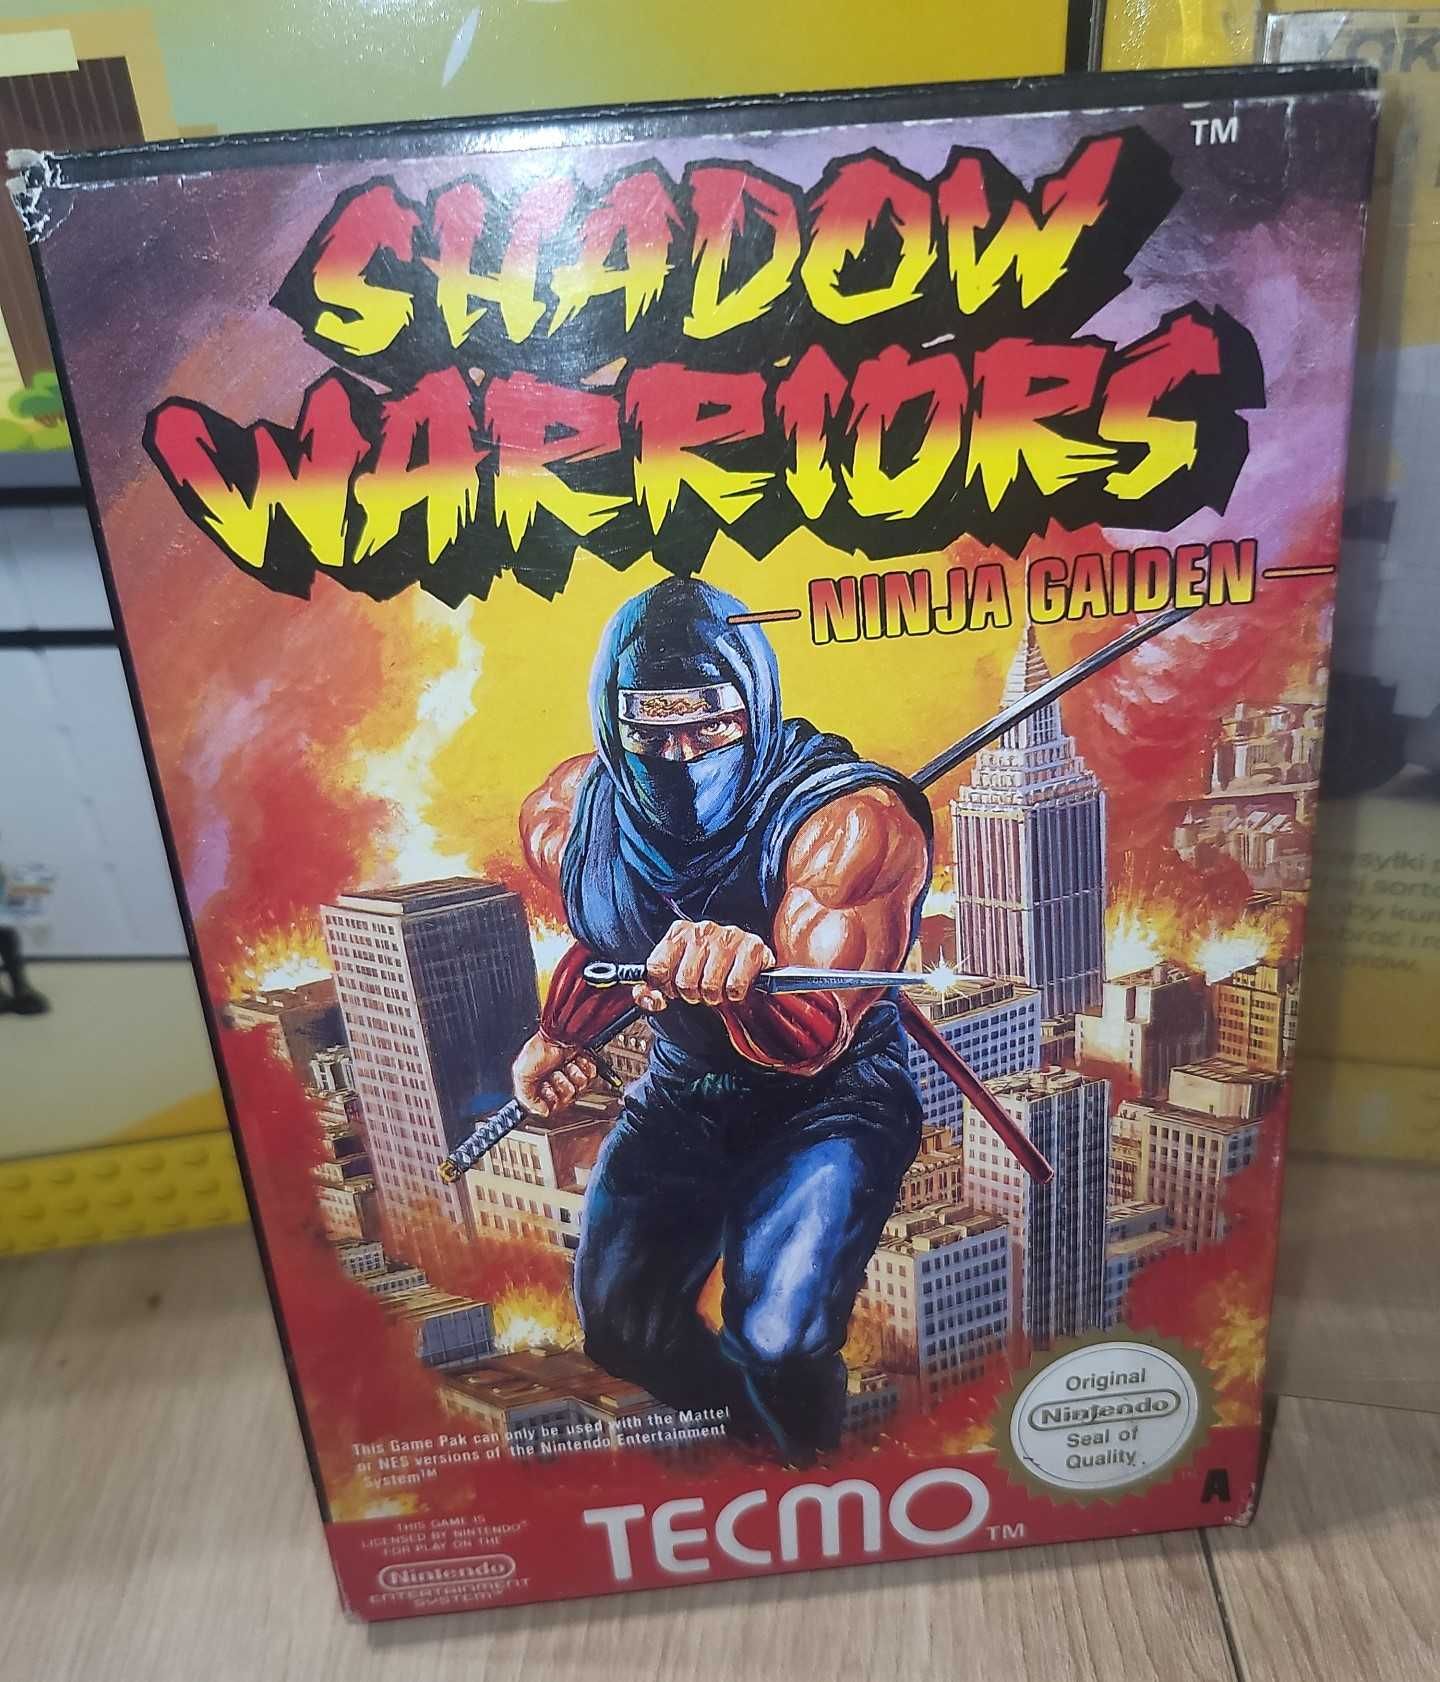 TM
SHADOW
WARRIORS
NINJA GAIDEN
This Game Pak can only be used with the Mattel
or NES versions of the Nintendo Entertainment
System™
Original
Nintendo
Seal of
Quality
A
TECMO™
THIS GAME IS
LICENSED BY NINTENDO®
FOR PLAY ON THE
Nintendo
ENTERTAINMENT
SYSTEM®